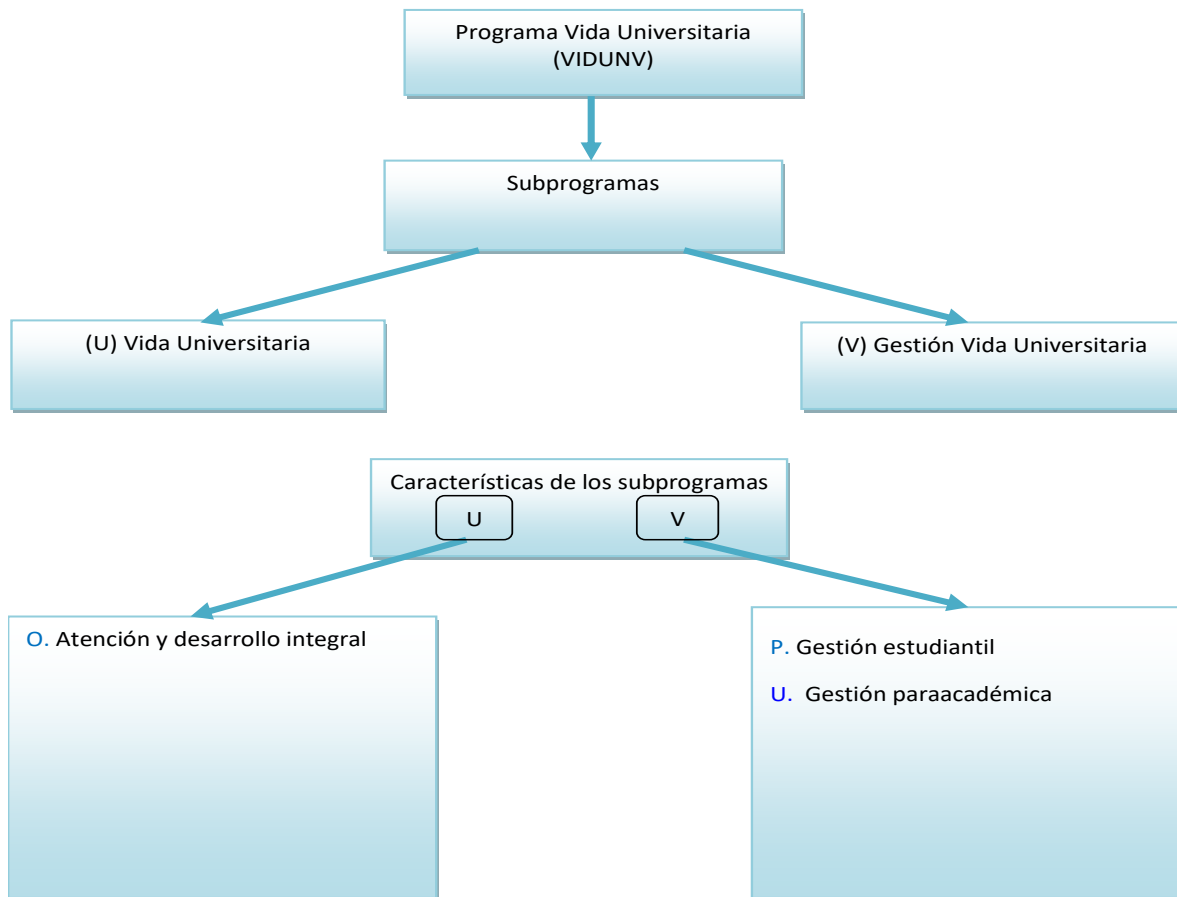 Programa Vida Universitaria
(VIDUNV)
Subprogramas
(U) Vida Universitaria
(V) Gestión Vida Universitaria
Características de los subprogramas
U
V
O. Atención y desarrollo integral
P. Gestión estudiantil
U. Gestión paraacadémica